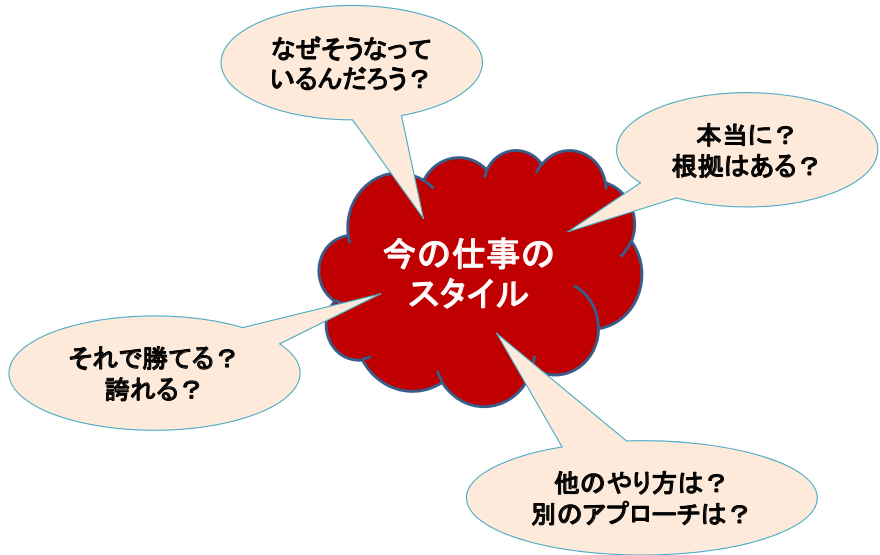 なぜそうなって
いるんだろう？
本当に？
根拠はある？
今の仕事の
スタイル
それで勝てる？
誇れる？
他のやり方は？
別のアプローチは？